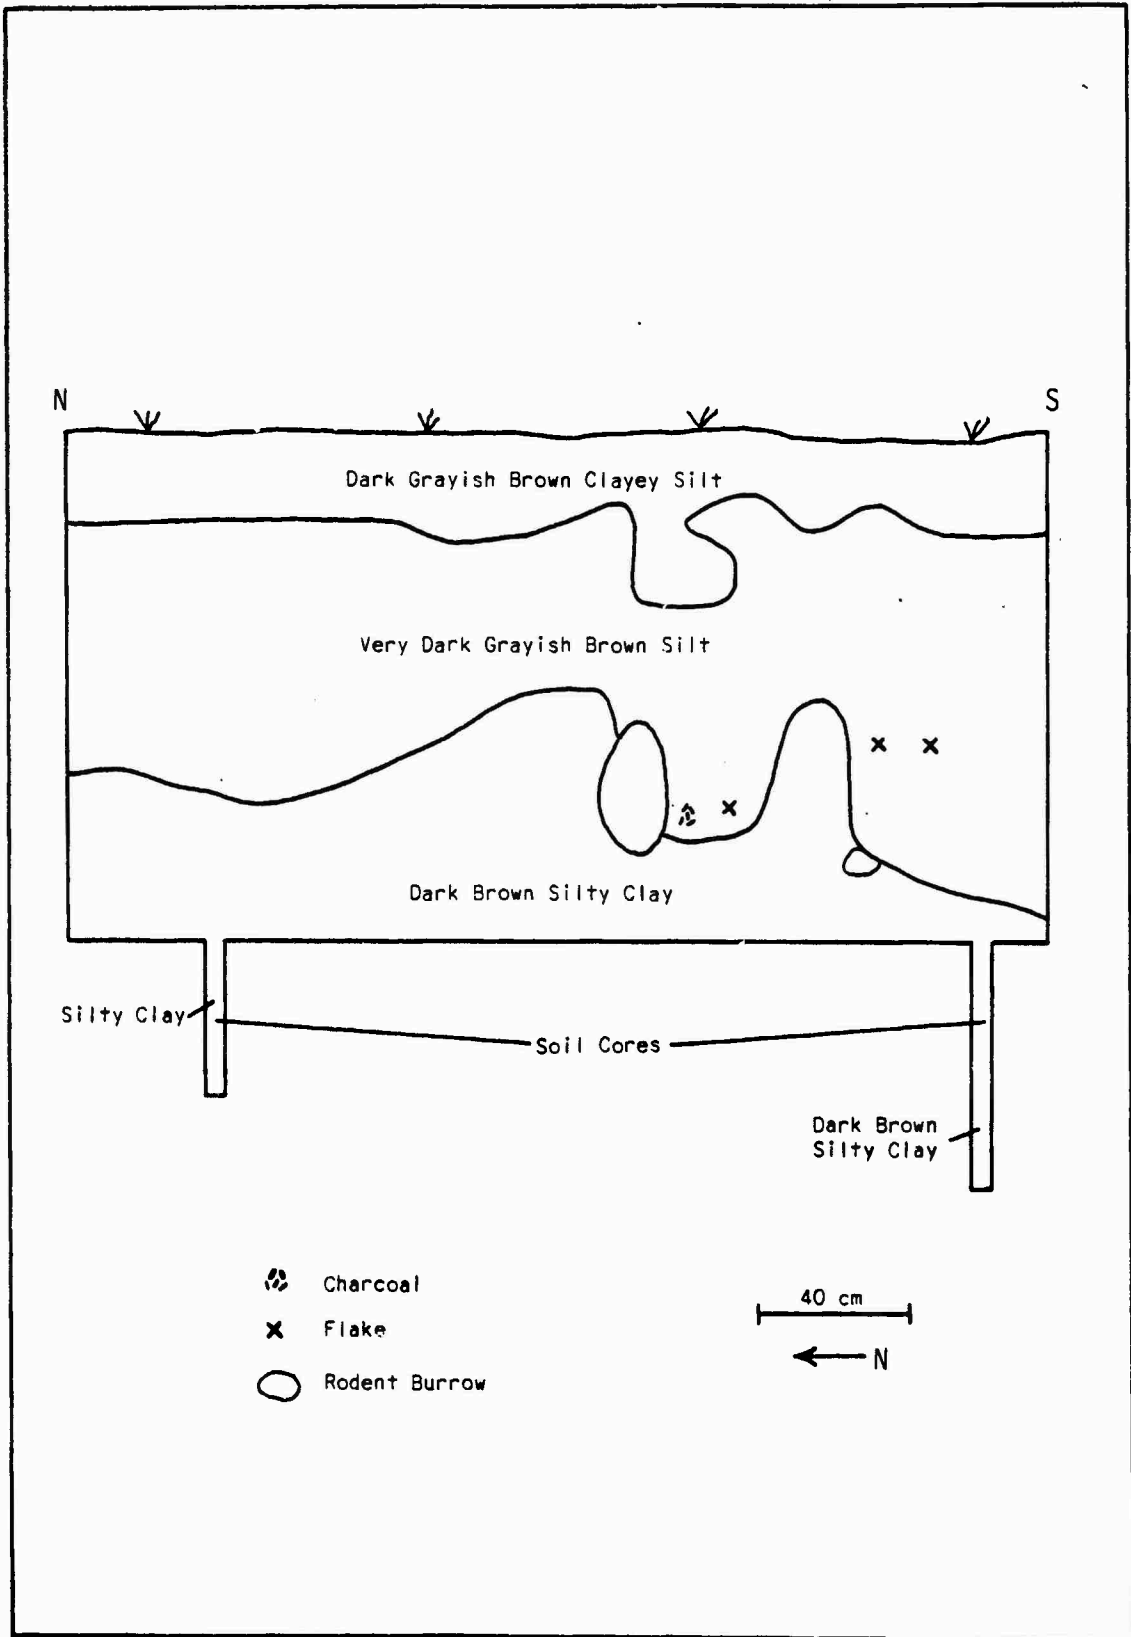 N
S
Dark Grayish Brown Clayey Silt
Very Dark Grayish Brown Silt
Dark Brown Silty Clay
Silty Clay
Soil Cores
Dark Brown
Silty Clay
Charcoal
Flake
Rodent Burrow
40 cm
N